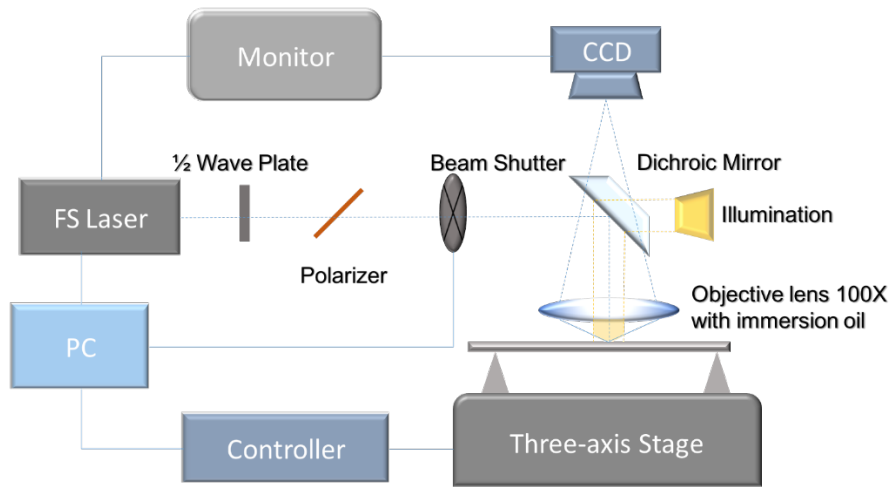 Monitor
CCD
½ Wave Plate
Beam Shutter
Dichroic Mirror
FS Laser
Illumination
Polarizer
Objective lens 100X
with immersion oil
PC
Controller
Three-axis Stage